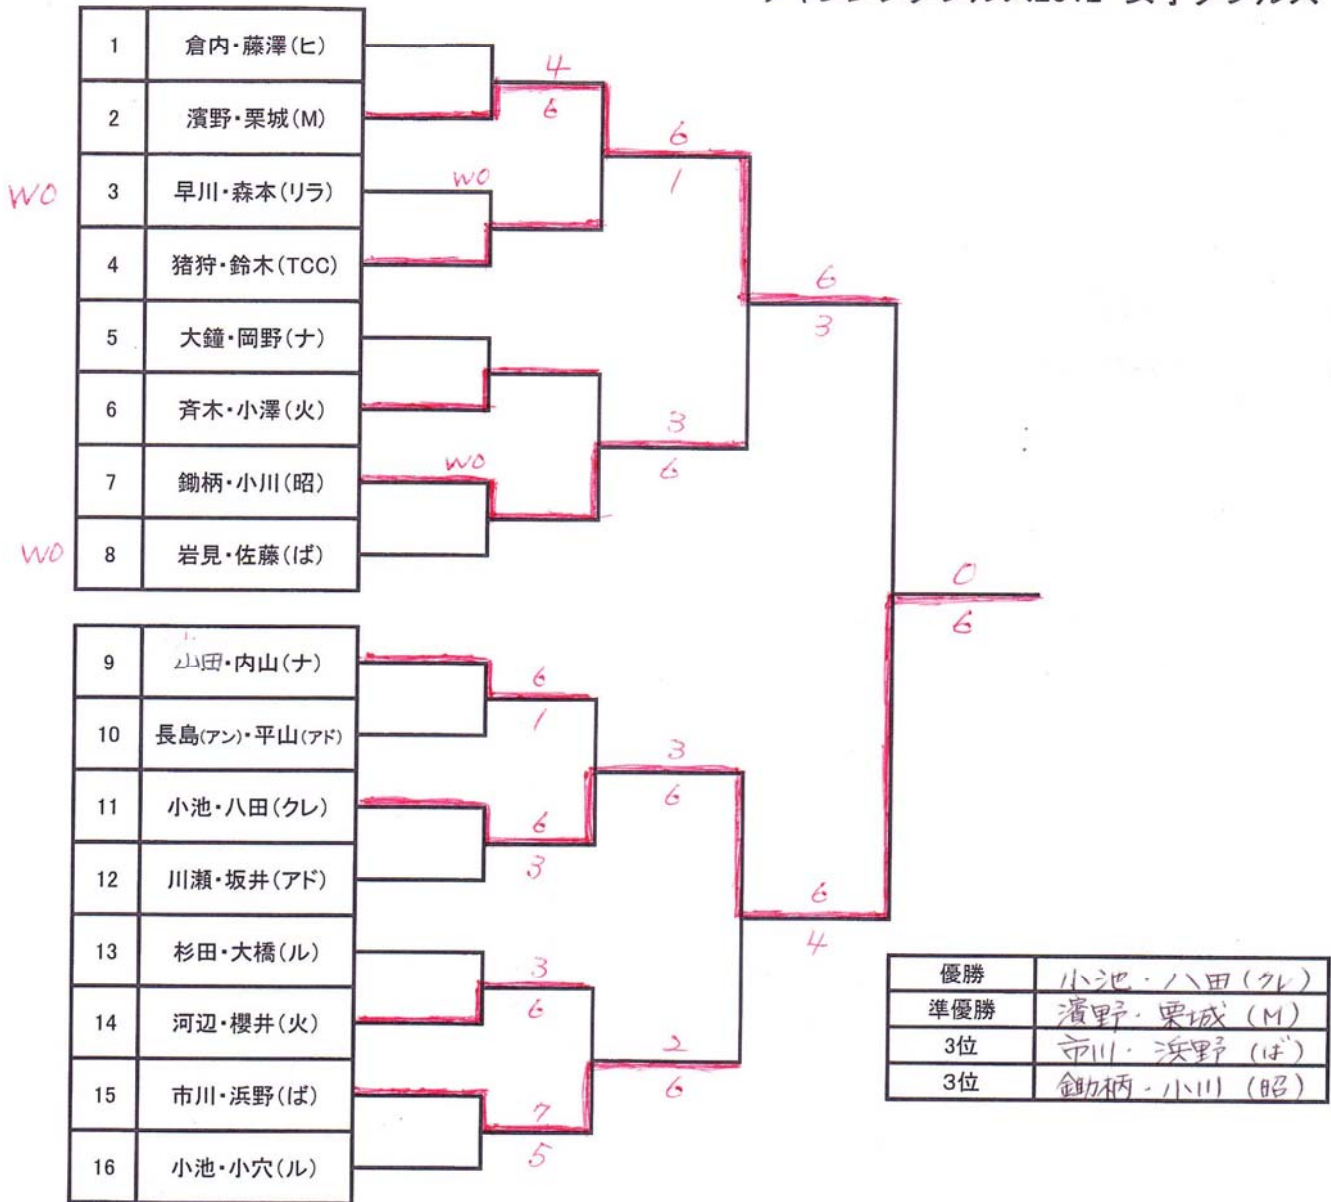 1 倉内・藤澤(ヒ)
4
6
2 濱野・栗城(M)
6
1
WO 3 早川・森本(リラ) WO
4 猪狩・鈴木(TCC)
6
3
5 大鐘・岡野(ナ)
6 斉木・小澤(火)
3
6
7 鋤柄・小川(昭) WO
WO 8 岩見・佐藤(ば)
0
6
9 山田・内山(ナ)
6
1
10 長島(アン)・平山(アド)
3
6
11 小池・八田(クレ)
6
3
12 川瀬・坂井(アド)
6
4
13 杉田・大橋(ル)
3
6
14 河辺・櫻井(火)
2
6
15 市川・浜野(ば)
7
5
16 小池・小穴(ル)
優勝 小池・八田(クレ)
準優勝 濱野・栗城(M)
3位 市川・浜野(ば)
3位 鋤柄・小川(昭)